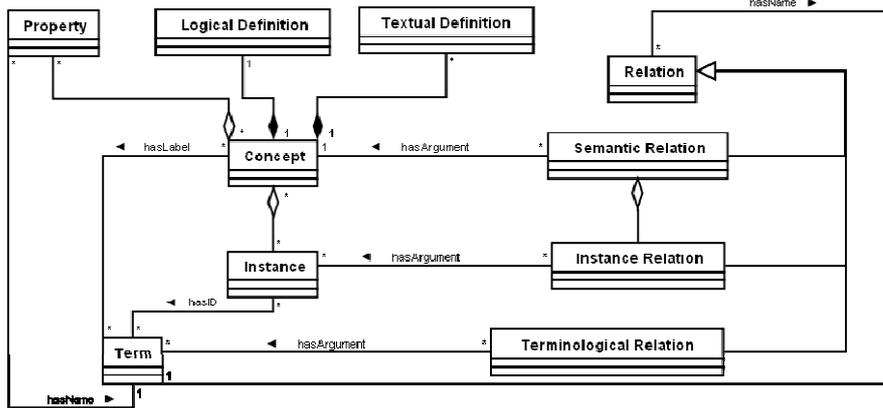 hasName ►
Property
Logical Definition
Textual Definition
* *
1
*
*
Relation
* 1 1
◄ hasLabel *
Concept
1 ◄ hasArgument *
Semantic Relation
*
*
Instance
* ◄ hasArgument *
Instance Relation
◄ hasID *
* *
Term
* ◄ hasArgument *
Terminological Relation
1
hasName ► 1